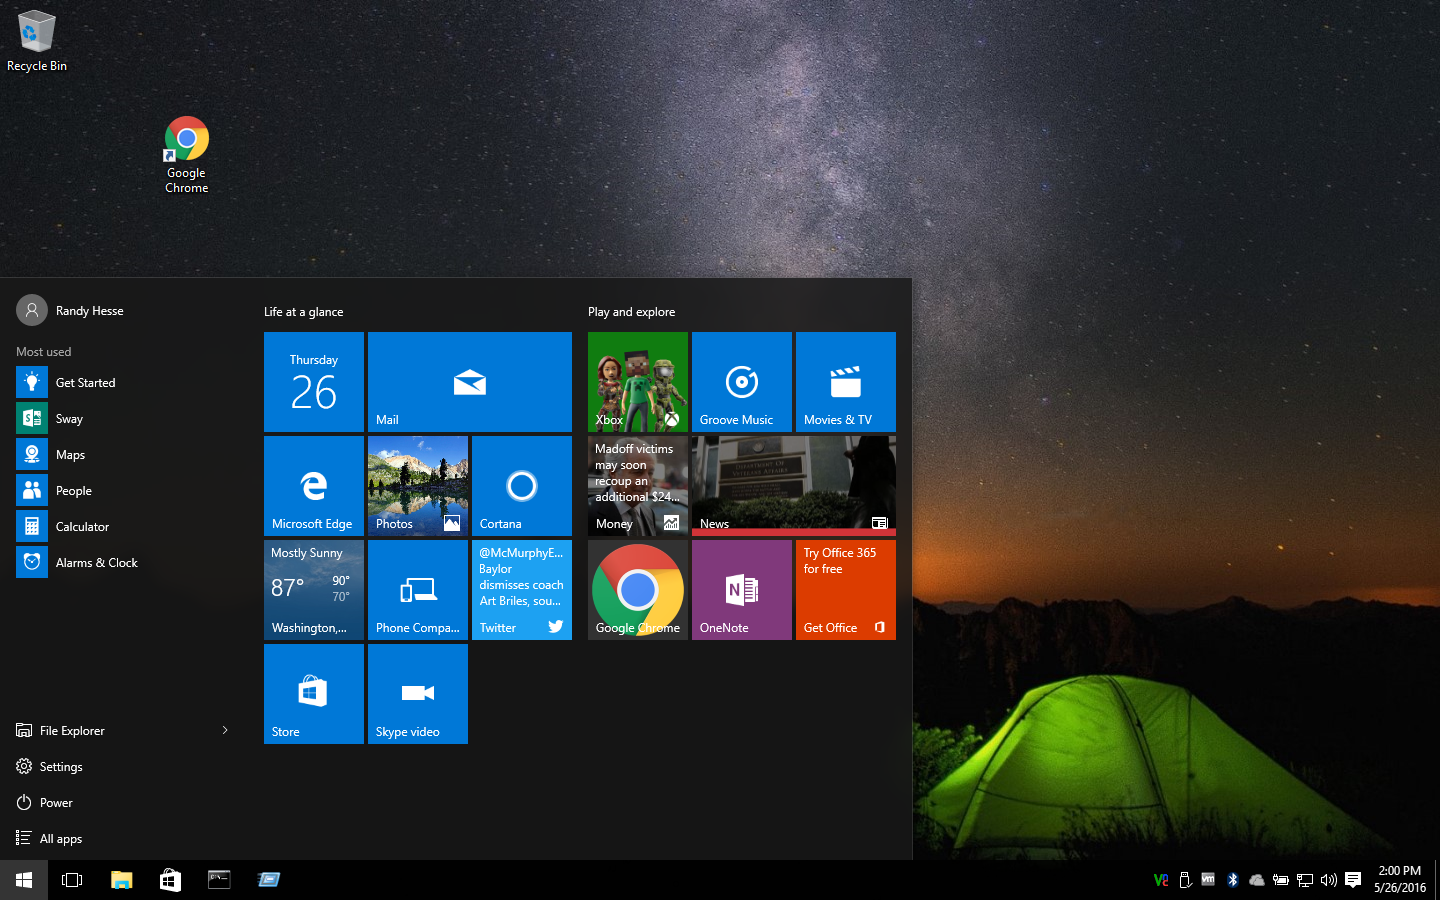 Recycle Bin
Google
Chrome
Randy Hesse
Most used
Get Started
Sway
Maps
People
Calculator
Alarms & Clock
File Explorer
Settings
Power
All apps
Life at a glance
Thursday
26
Mail
Microsoft Edge
Photos
Cortana
Mostly Sunny
87°
90°
70°
Washington,...
Phone Compa...
@McMurphyE...
Baylor
dismisses coach
Art Briles, sou...
Twitter
Store
Skype video
Play and explore
Xbox
Groove Music
Movies & TV
Madoff victims
may soon
recoup an
additional $24...
Money
DEPARTMENT OF
VETERANS AFFAIRS
News
Google Chrome
OneNote
Try Office 365
for free
Get Office
2:00 PM
5/26/2016